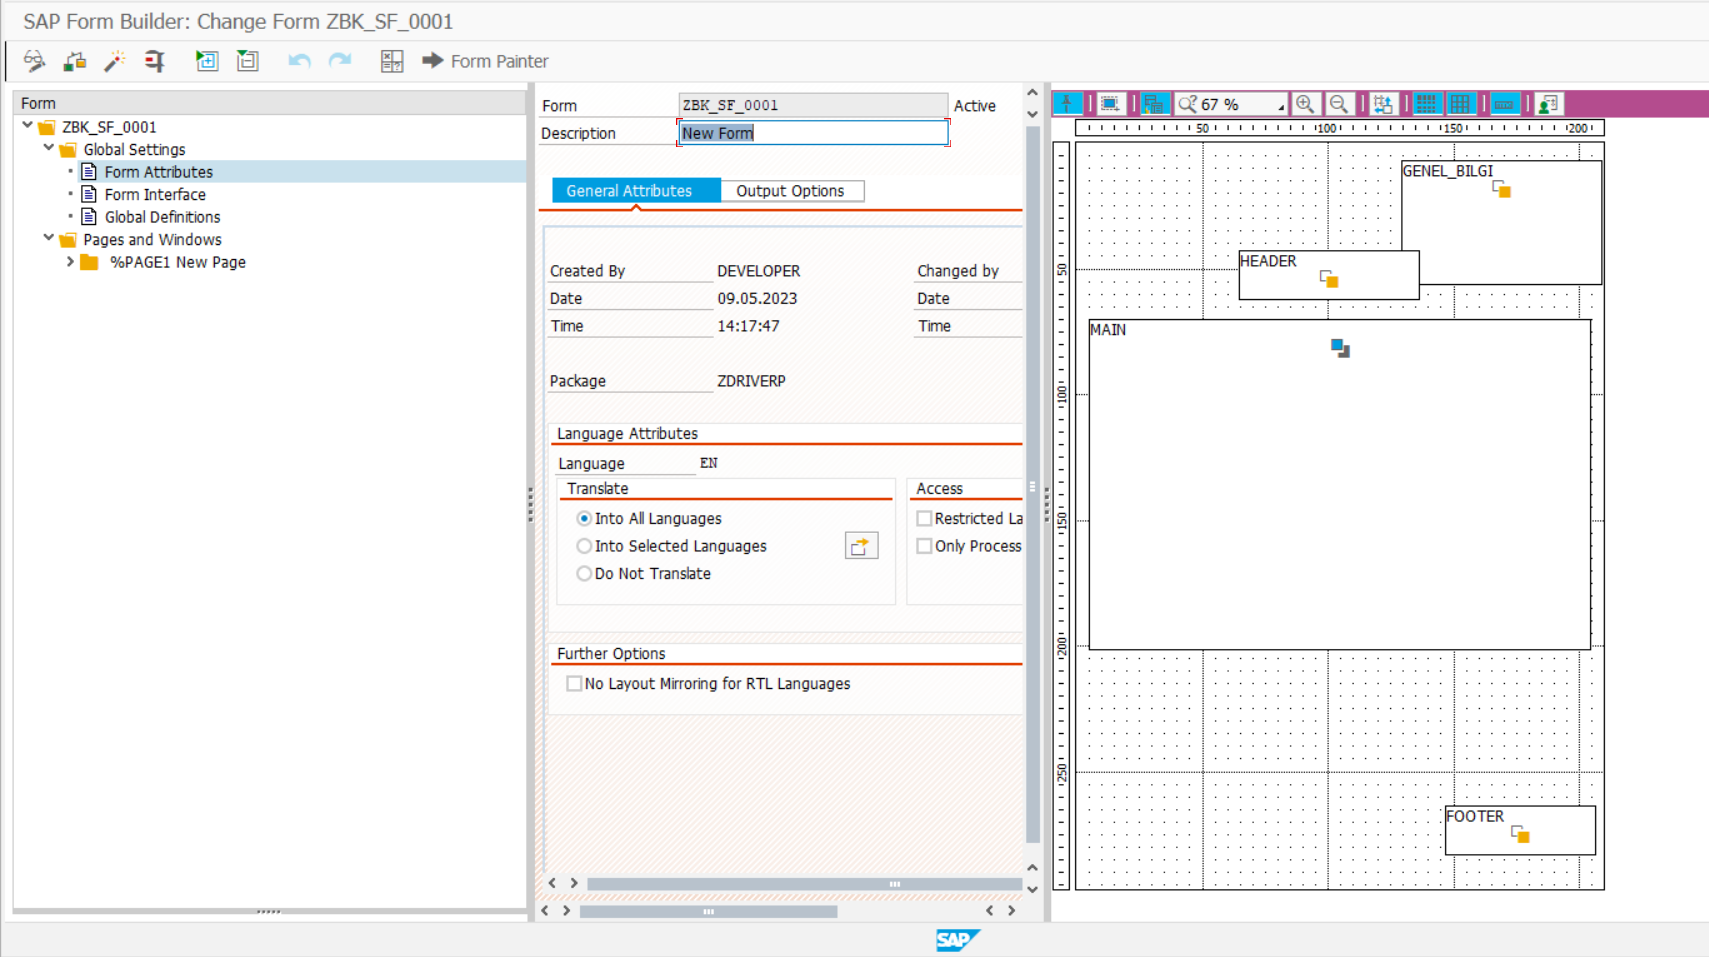 SAP Form Builder: Change Form ZBK_SF_0001
Form Painter
Form
ZBK_SF_0001
Global Settings
Form Attributes
Form Interface
Global Definitions
Pages and Windows
%PAGE1 New Page
Form ZBK_SF_0001 Active
Description New Form
General Attributes Output Options
Created By DEVELOPER Changed by
Date 09.05.2023 Date
Time 14:17:47 Time
Package ZDRIVERP
Language Attributes
Language EN
Translate Access
Into All Languages Restricted La
Into Selected Languages Only Process
Do Not Translate
Further Options
No Layout Mirroring for RTL Languages
67 %
50 100 150 200
50
100
150
200
250
GENEL_BILGI
HEADER
MAIN
FOOTER
SAP